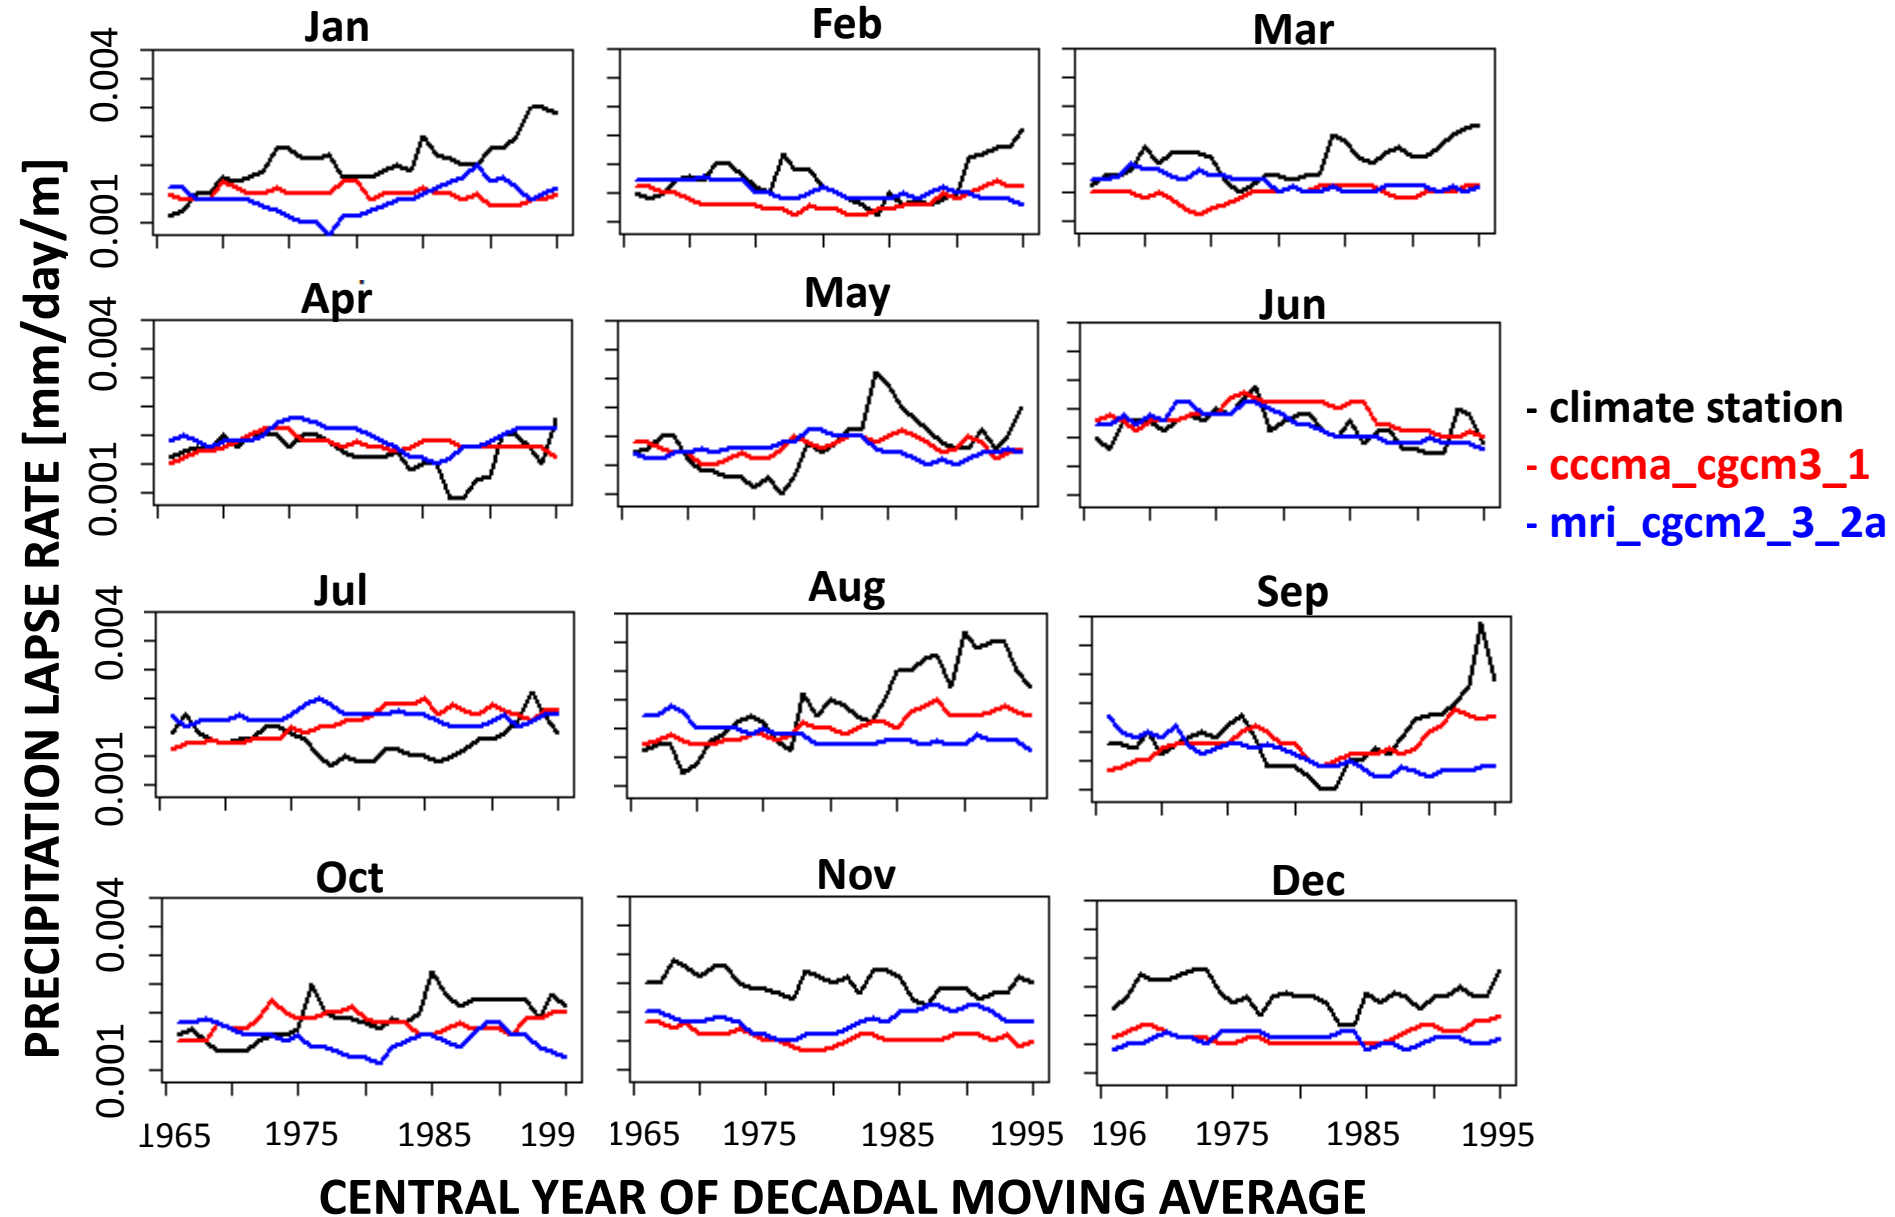 Jan
Feb
Mar
0.004
0.001
Apr
May
Jun
0.004
0.001
- climate station
- cccma_cgcm3_1
- mri_cgcm2_3_2a
PRECIPITATION LAPSE RATE [mm/day/m]
Jul
Aug
Sep
0.004
0.001
Oct
Nov
Dec
0.004
0.001
1965 1975 1985 199
1965 1975 1985 1995
196 1975 1985 1995
CENTRAL YEAR OF DECADAL MOVING AVERAGE